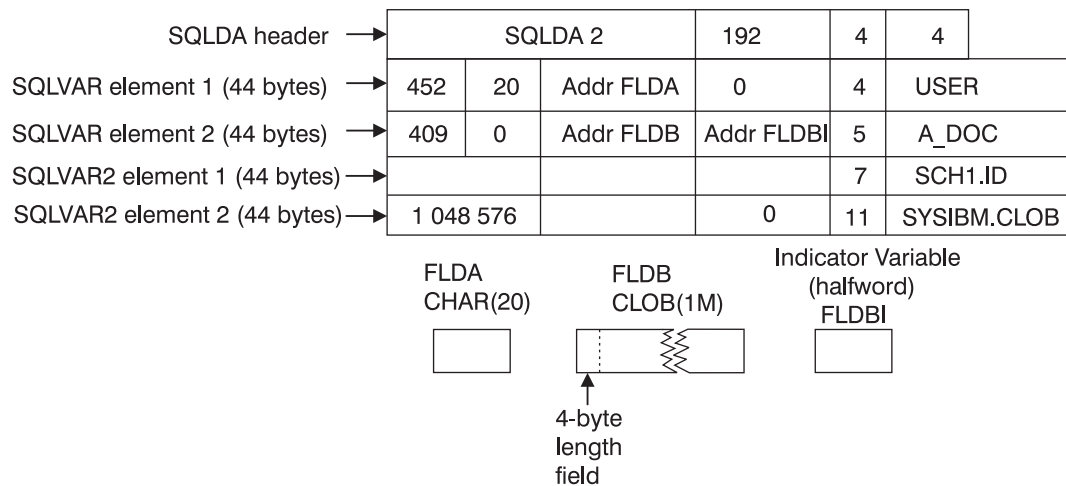 SQLDA header SQLDA 2 192 4 4
SQLVAR element 1 (44 bytes) 452 20 Addr FLDA 0 4 USER
SQLVAR element 2 (44 bytes) 409 0 Addr FLDB Addr FLDBI 5 A_DOC
SQLVAR2 element 1 (44 bytes) 7 SCH1.ID
SQLVAR2 element 2 (44 bytes) 1 048 576 0 11 SYSIBM.CLOB
FLDA
CHAR(20)
FLDB
CLOB(1M)
Indicator Variable
(halfword)
FLDBI
4-byte
length
field